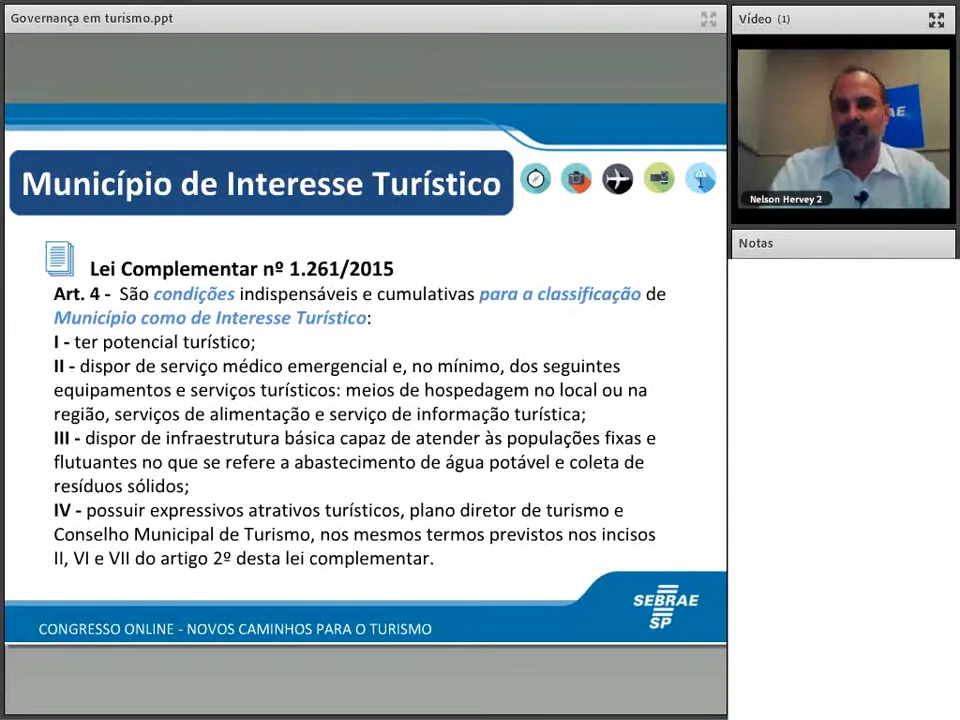 Governança em turismo.ppt
Vídeo (1)
AE
Nelson Hervey 2
Notas
Município de Interesse Turístico
Lei Complementar nº 1.261/2015
Art. 4 - São condições indispensáveis e cumulativas para a classificação de
Município como de Interesse Turístico:
I - ter potencial turístico;
II - dispor de serviço médico emergencial e, no mínimo, dos seguintes
equipamentos e serviços turísticos: meios de hospedagem no local ou na
região, serviços de alimentação e serviço de informação turística;
III - dispor de infraestrutura básica capaz de atender às populações fixas e
flutuantes no que se refere a abastecimento de água potável e coleta de
resíduos sólidos;
IV - possuir expressivos atrativos turísticos, plano diretor de turismo e
Conselho Municipal de Turismo, nos mesmos termos previstos nos incisos
II, VI e VII do artigo 2º desta lei complementar.
SEBRAE
SP
CONGRESSO ONLINE - NOVOS CAMINHOS PARA O TURISMO